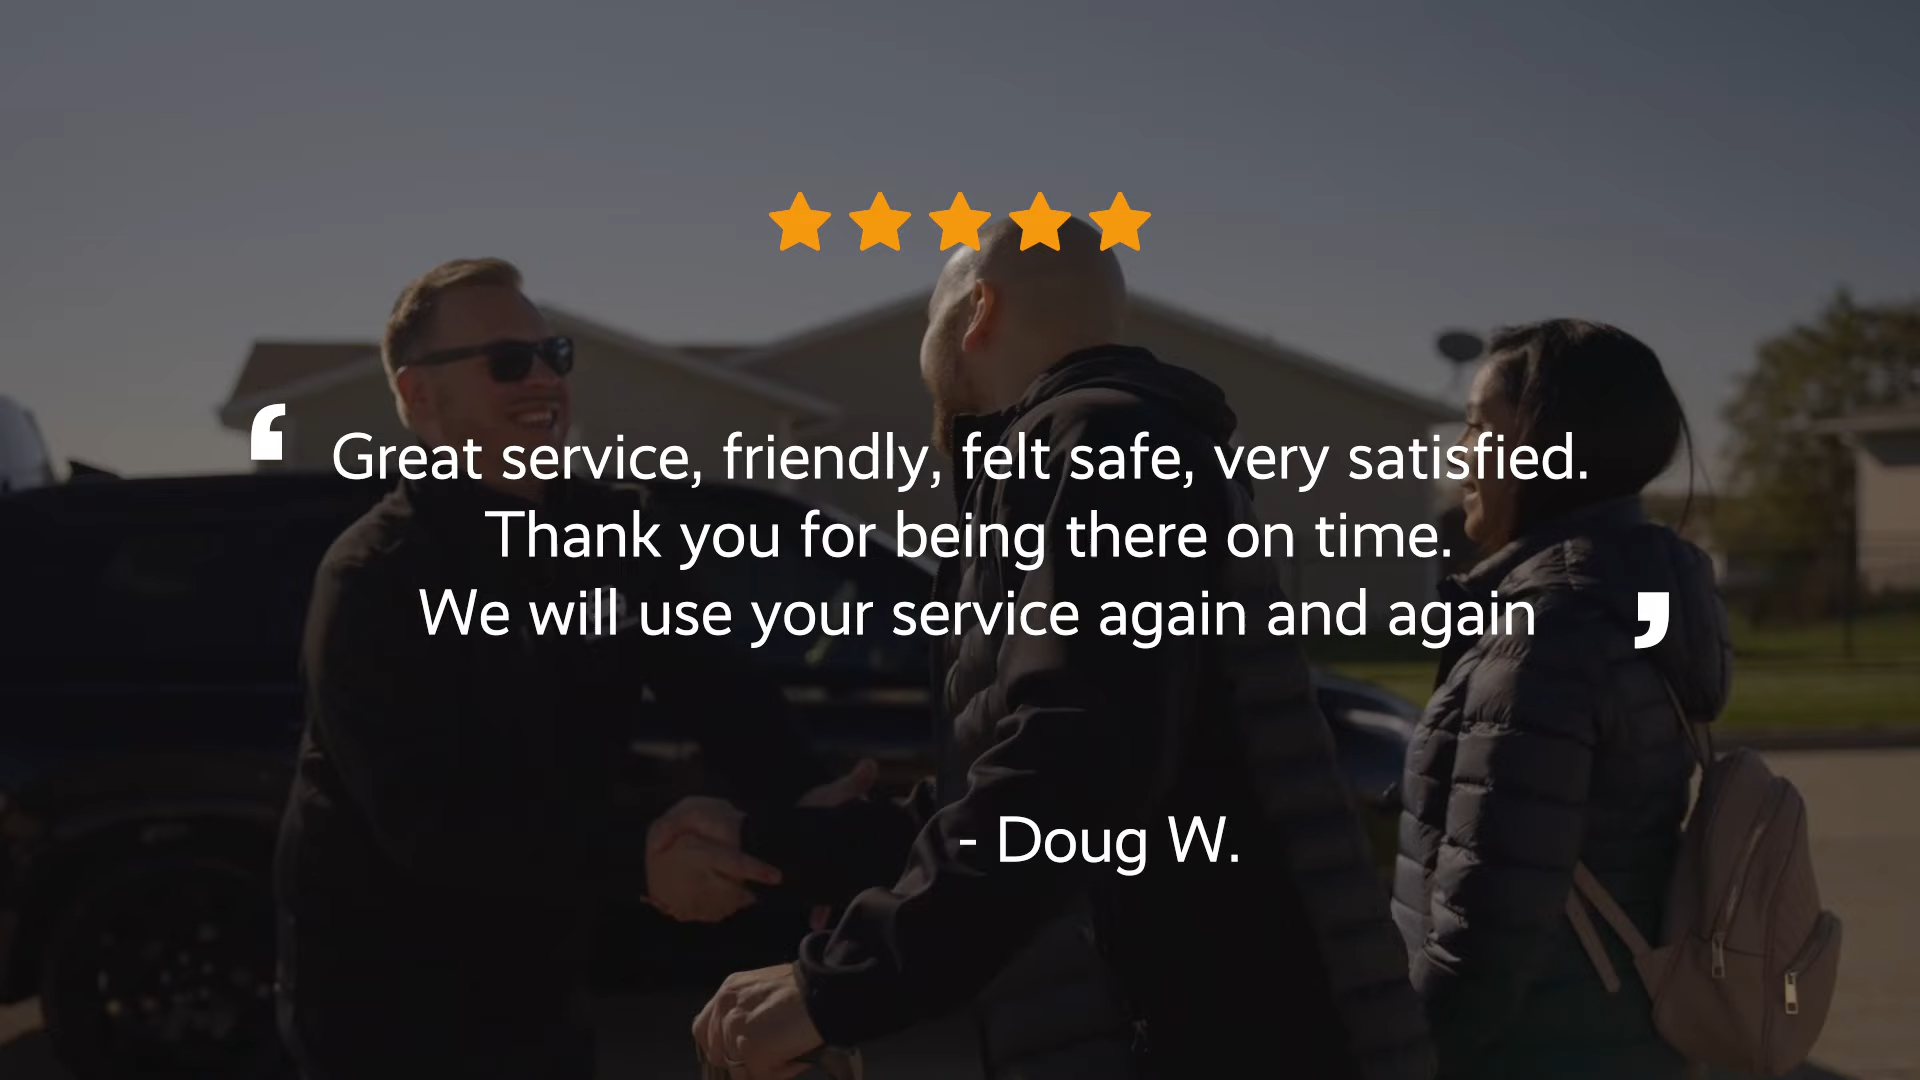 ‘ Great service, friendly, felt safe, very satisfied.
Thank you for being there on time.
We will use your service again and again ’
- Doug W.